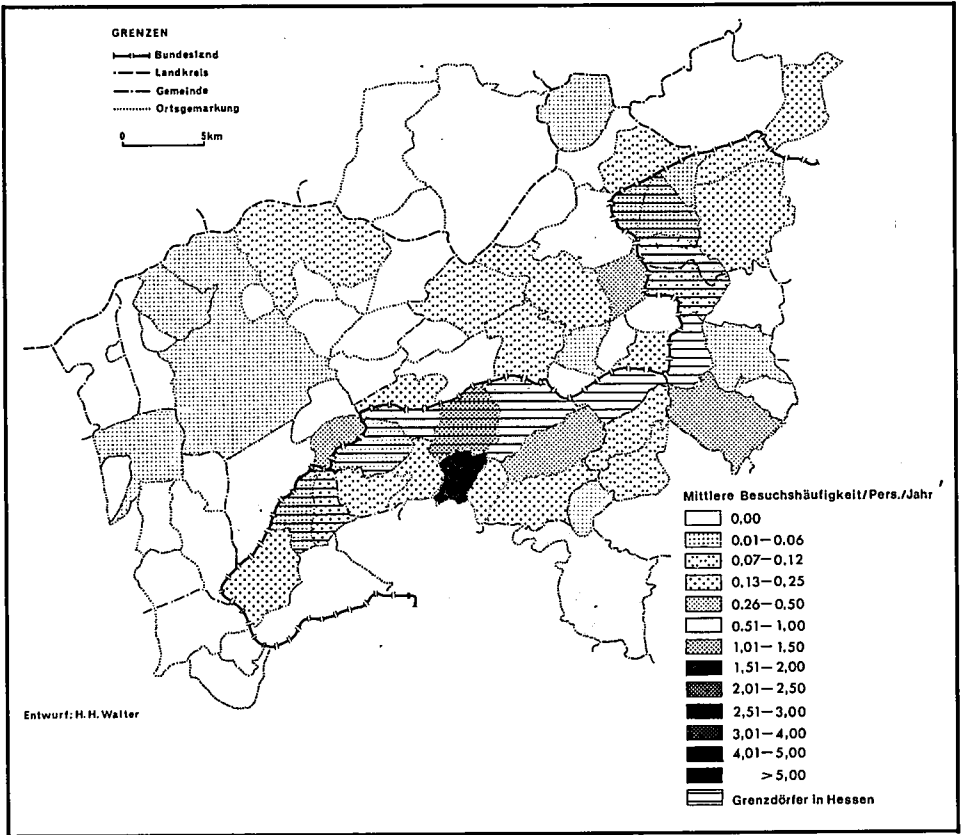 GRENZEN
Bundesland
Landkreis
Gemeinde
Ortsgemarkung
0 5km
Mittlere Besuchshäufigkeit/Pers./Jahr
0,00
0.01–0.06
0,07–0,12
0,13–0,25
0,26–0,50
0.51–1,00
1,01–1,50
1,51–2,00
2,01–2,50
2,51–3,00
3,01–4,00
4,01–5,00
>5,00
Grenzdörfer in Hessen
Entwurf: H.H. Walter